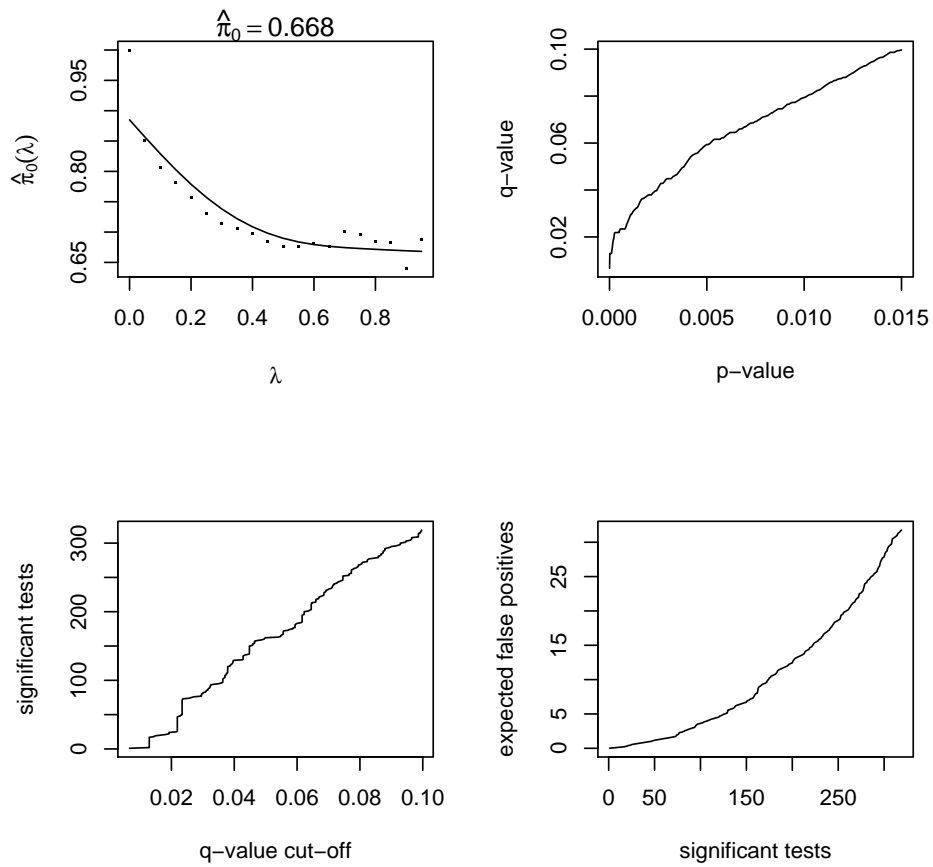 π̂₀ = 0.668
π̂₀(λ)
0.65
0.80
0.95
0.0 0.2 0.4 0.6 0.8
λ
q−value
0.02
0.06
0.10
0.000 0.005 0.010 0.015
p−value
significant tests
0
100
200
300
0.02 0.04 0.06 0.08 0.10
q−value cut−off
expected false positives
0
5
15
25
0 50 150 250
significant tests